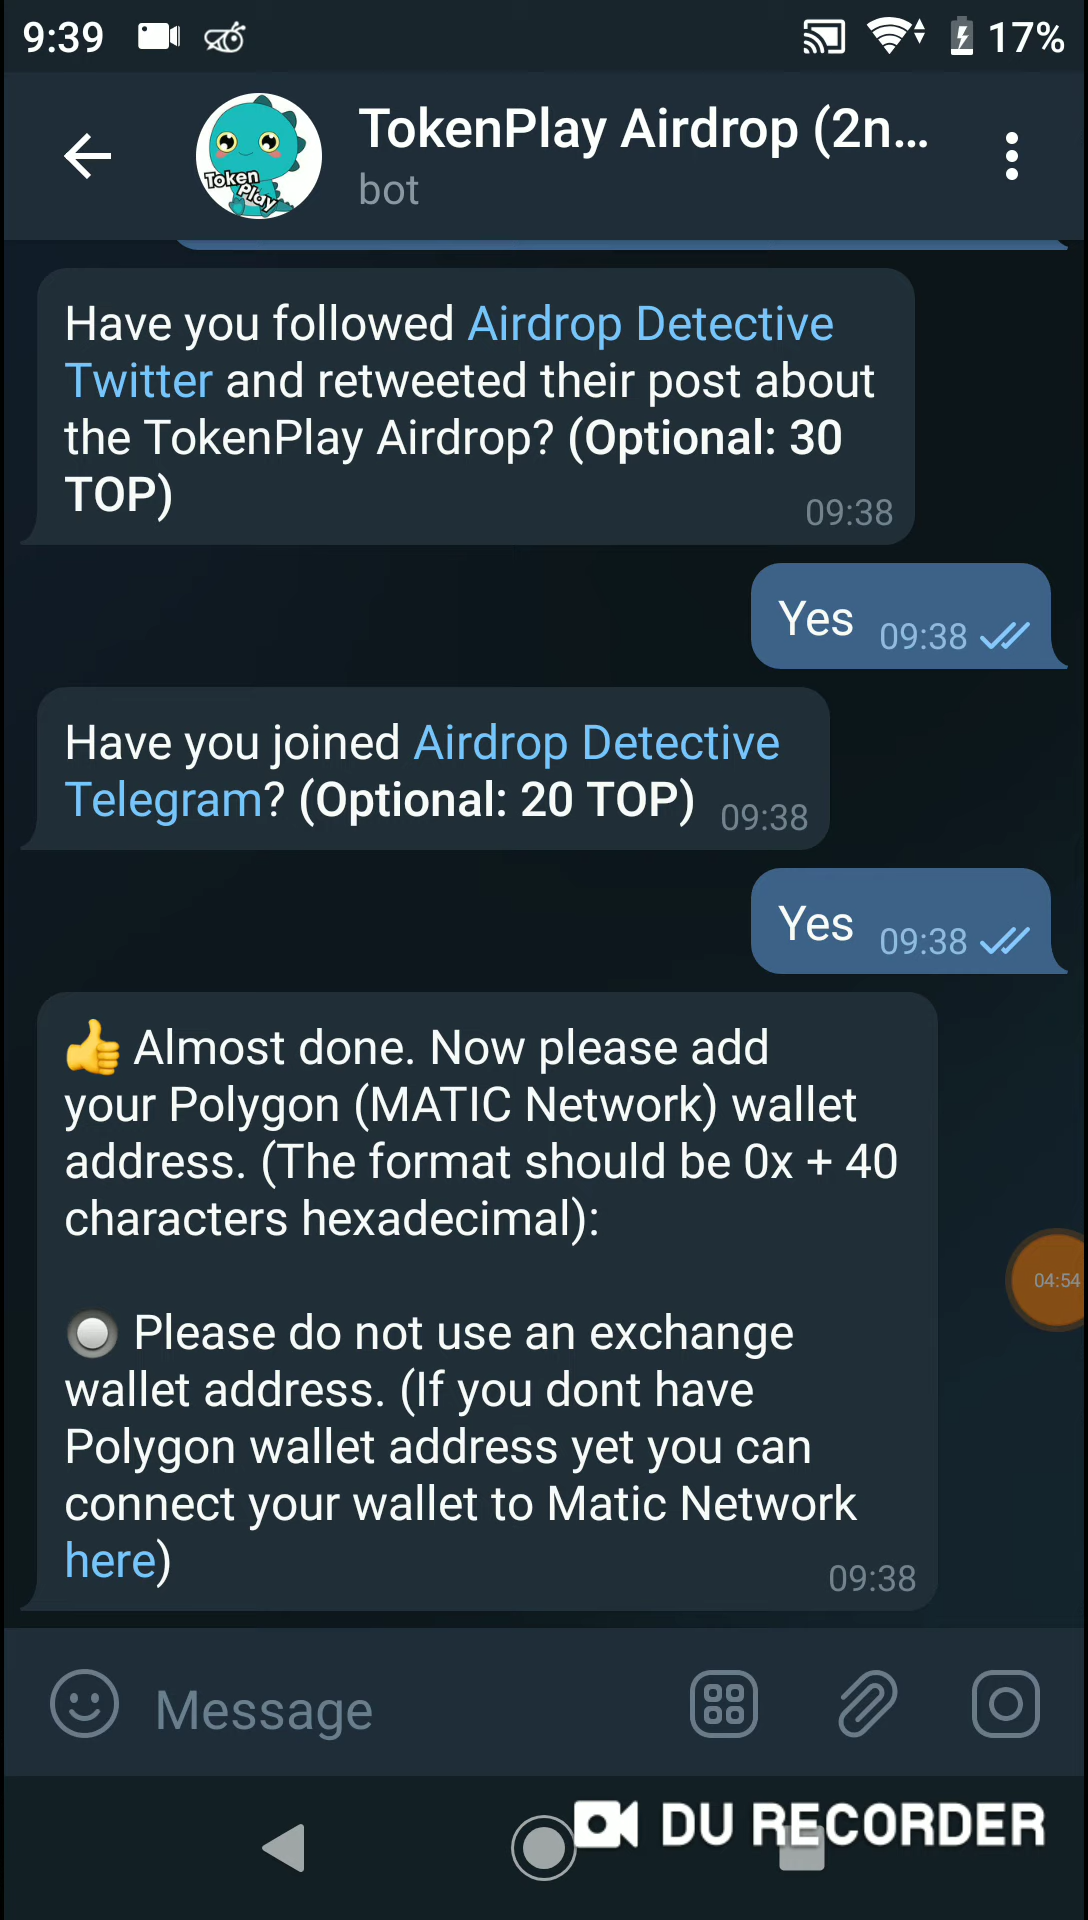 9:39
17%
TokenPlay Airdrop (2n...
bot
Token
Play
Have you followed Airdrop Detective
Twitter and retweeted their post about
the TokenPlay Airdrop? (Optional: 30
TOP)
09:38
Yes 09:38
Have you joined Airdrop Detective
Telegram? (Optional: 20 TOP) 09:38
Yes 09:38
👍 Almost done. Now please add
your Polygon (MATIC Network) wallet
address. (The format should be 0x + 40
characters hexadecimal):
04:54
🔘 Please do not use an exchange
wallet address. (If you dont have
Polygon wallet address yet you can
connect your wallet to Matic Network
here)
09:38
Message
DU RECORDER